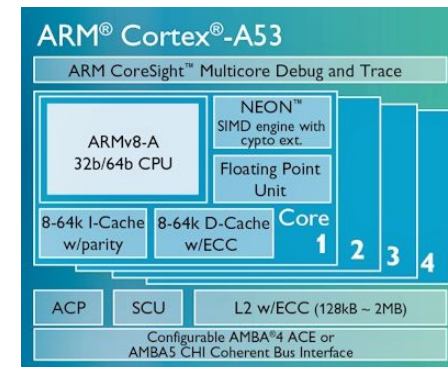 ARM® Cortex®-A53
ARM CoreSight™ Multicore Debug and Trace
ARMv8-A
32b/64b CPU
NEON™
SIMD engine with
cypto ext.
Floating Point
Unit
8-64k I-Cache
w/parity
8-64k D-Cache
w/ECC
Core
1
2
3
4
ACP
SCU
L2 w/ECC (128kB ~ 2MB)
Configurable AMBA®4 ACE or
AMBA5 CHI Coherent Bus Interface